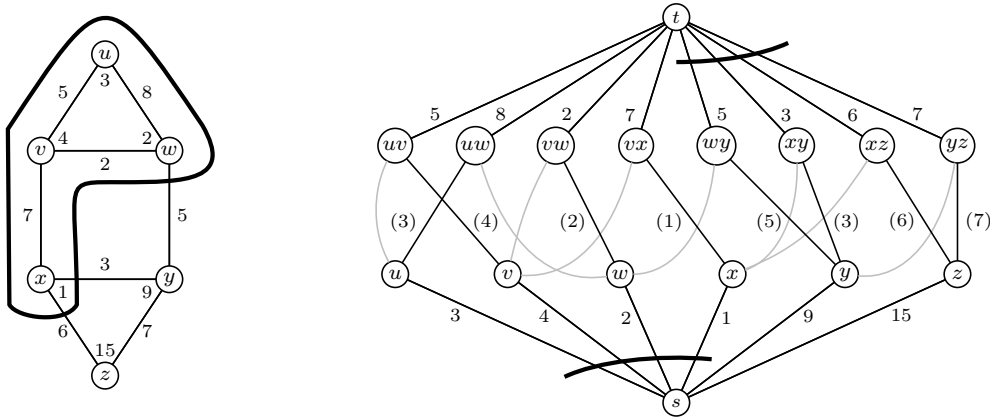 u
3
5 8
v 4 2 w
2
7 5
3
x 1 9 y
6 7
15
z
t
5 8 2 7 5 3 6 7
uv uw vw vx wy xy xz yz
(3) (4) (2) (1) (5) (3) (6) (7)
u v w x y z
3 4 2 1 9 15
s